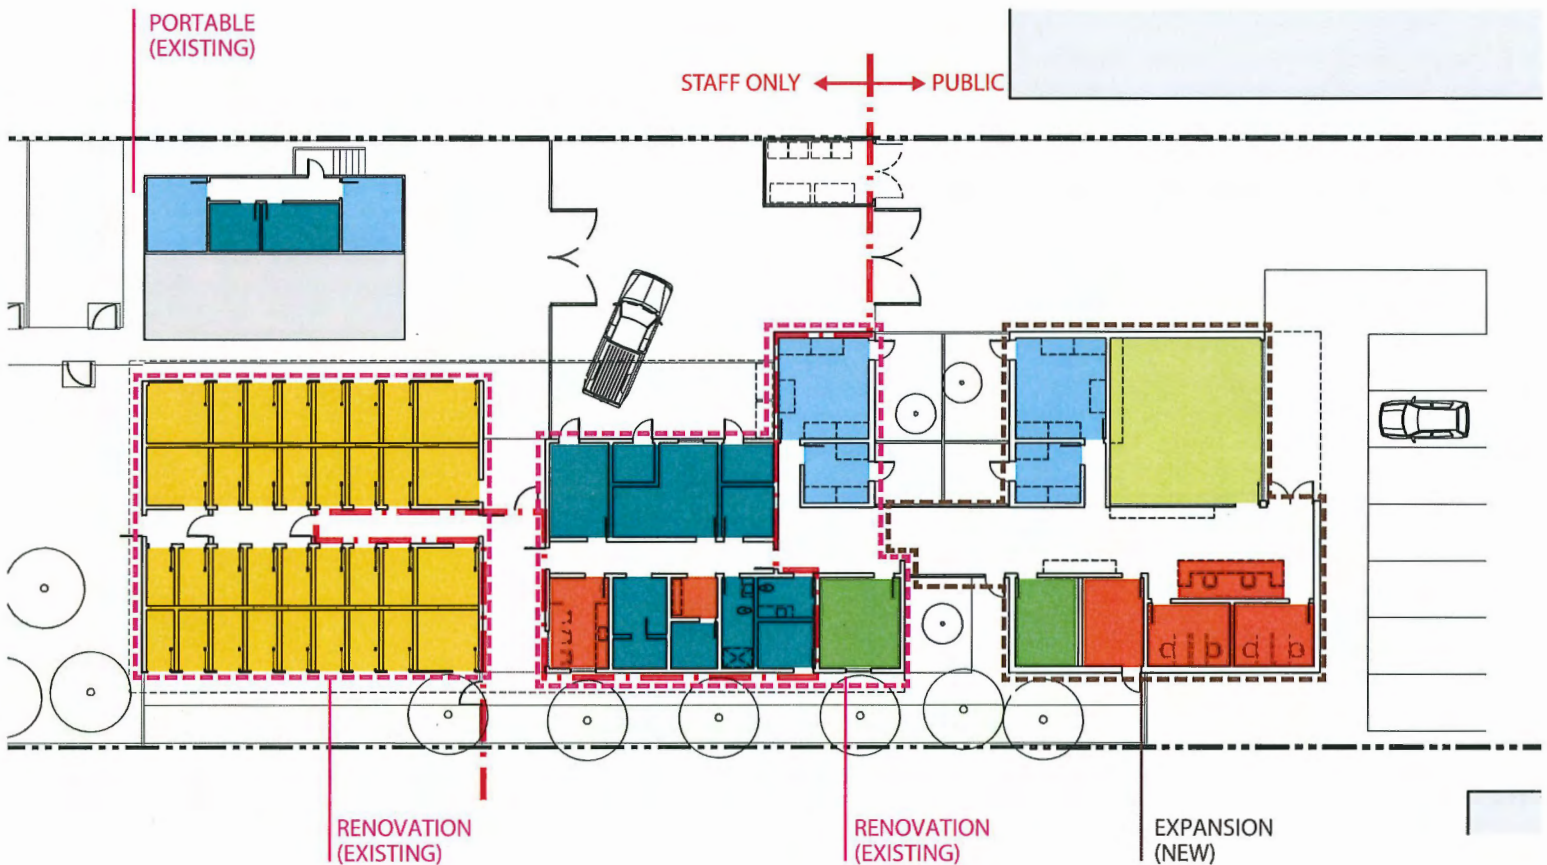 PORTABLE
(EXISTING)
STAFF ONLY
PUBLIC
RENOVATION
(EXISTING)
RENOVATION
(EXISTING)
EXPANSION
(NEW)